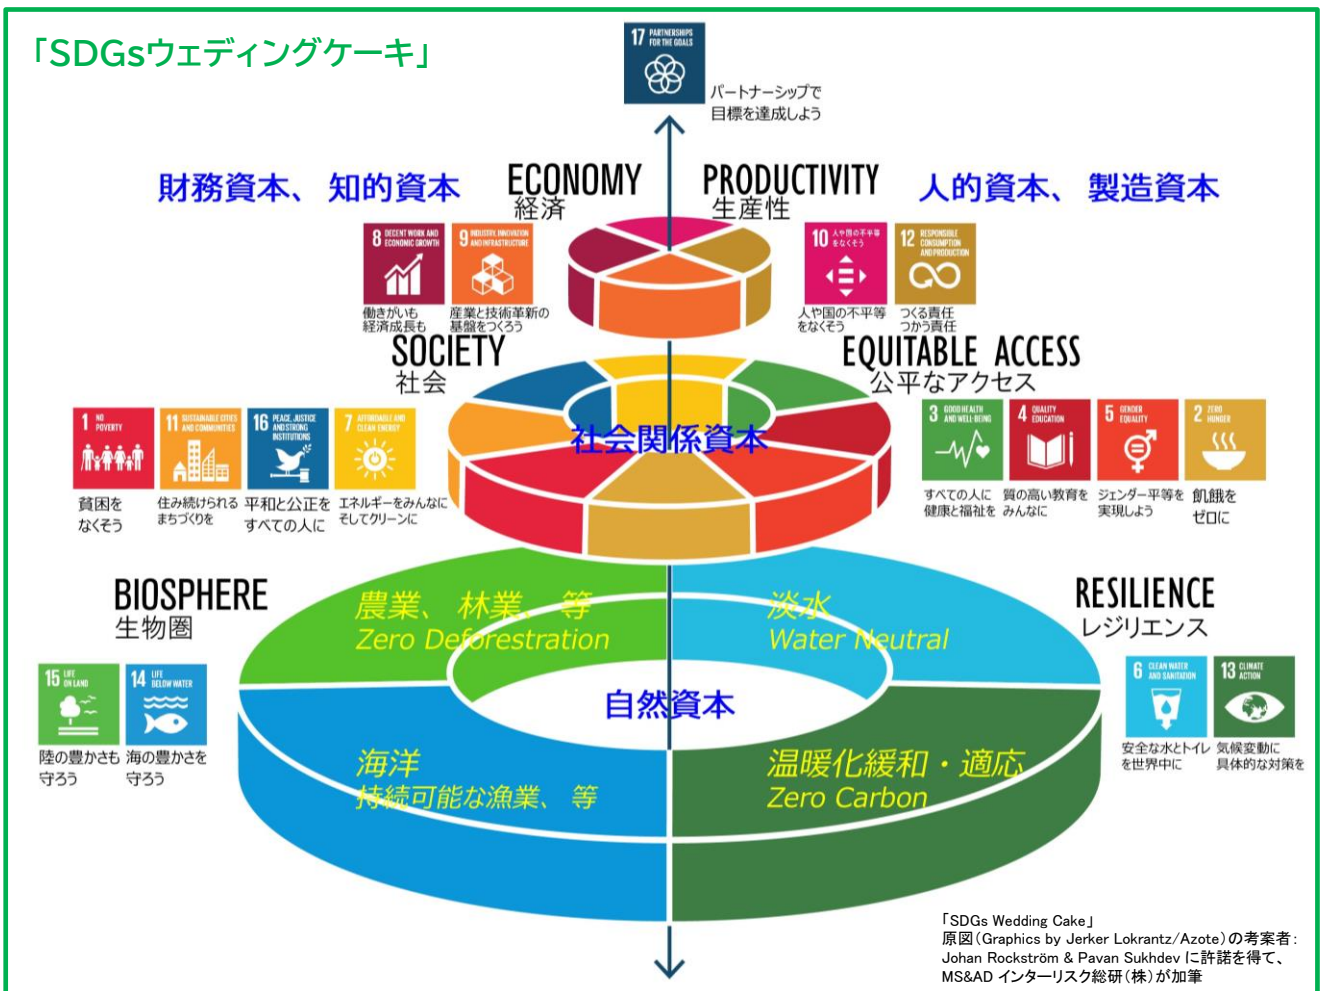 「SDGsウェディングケーキ」
17 PARTNERSHIPS
FOR THE GOALS
パートナーシップで
目標を達成しよう
財務資本、知的資本
ECONOMY
経済
PRODUCTIVITY
生産性
人的資本、製造資本
8 DECENT WORK AND
ECONOMIC GROWTH
働きがいも
経済成長も
9 INDUSTRY, INNOVATION
AND INFRASTRUCTURE
産業と技術革新の
基盤をつくろう
10 人や国の不平等
をなくそう
人や国の不平等
をなくそう
12 RESPONSIBLE
CONSUMPTION
AND PRODUCTION
つくる責任
つかう責任
SOCIETY
社会
EQUITABLE ACCESS
公平なアクセス
社会関係資本
1 NO
POVERTY
貧困を
なくそう
11 SUSTAINABLE CITIES
AND COMMUNITIES
住み続けられる
まちづくりを
16 PEACE, JUSTICE
AND STRONG
INSTITUTIONS
平和と公正を
すべての人に
7 AFFORDABLE AND
CLEAN ENERGY
エネルギーをみんなに
そしてクリーンに
3 GOOD HEALTH
AND WELL-BEING
すべての人に
健康と福祉を
4 QUALITY
EDUCATION
質の高い教育を
みんなに
5 GENDER
EQUALITY
ジェンダー平等を
実現しよう
2 ZERO
HUNGER
飢餓を
ゼロに
BIOSPHERE
生物圏
RESILIENCE
レジリエンス
農業、林業、等
Zero Deforestration
淡水
Water Neutral
自然資本
海洋
持続可能な漁業、等
温暖化緩和・適応
Zero Carbon
15 LIFE
ON LAND
陸の豊かさも
守ろう
14 LIFE
BELOW WATER
海の豊かさを
守ろう
6 CLEAN WATER
AND SANITATION
安全な水とトイレ
を世界中に
13 CLIMATE
ACTION
気候変動に
具体的な対策を
「SDGs Wedding Cake」
原図(Graphics by Jerker Lokrantz/Azote)の考案者:
Johan Rockström & Pavan Sukhdev に許諾を得て、
MS&AD インターリスク総研(株)が加筆